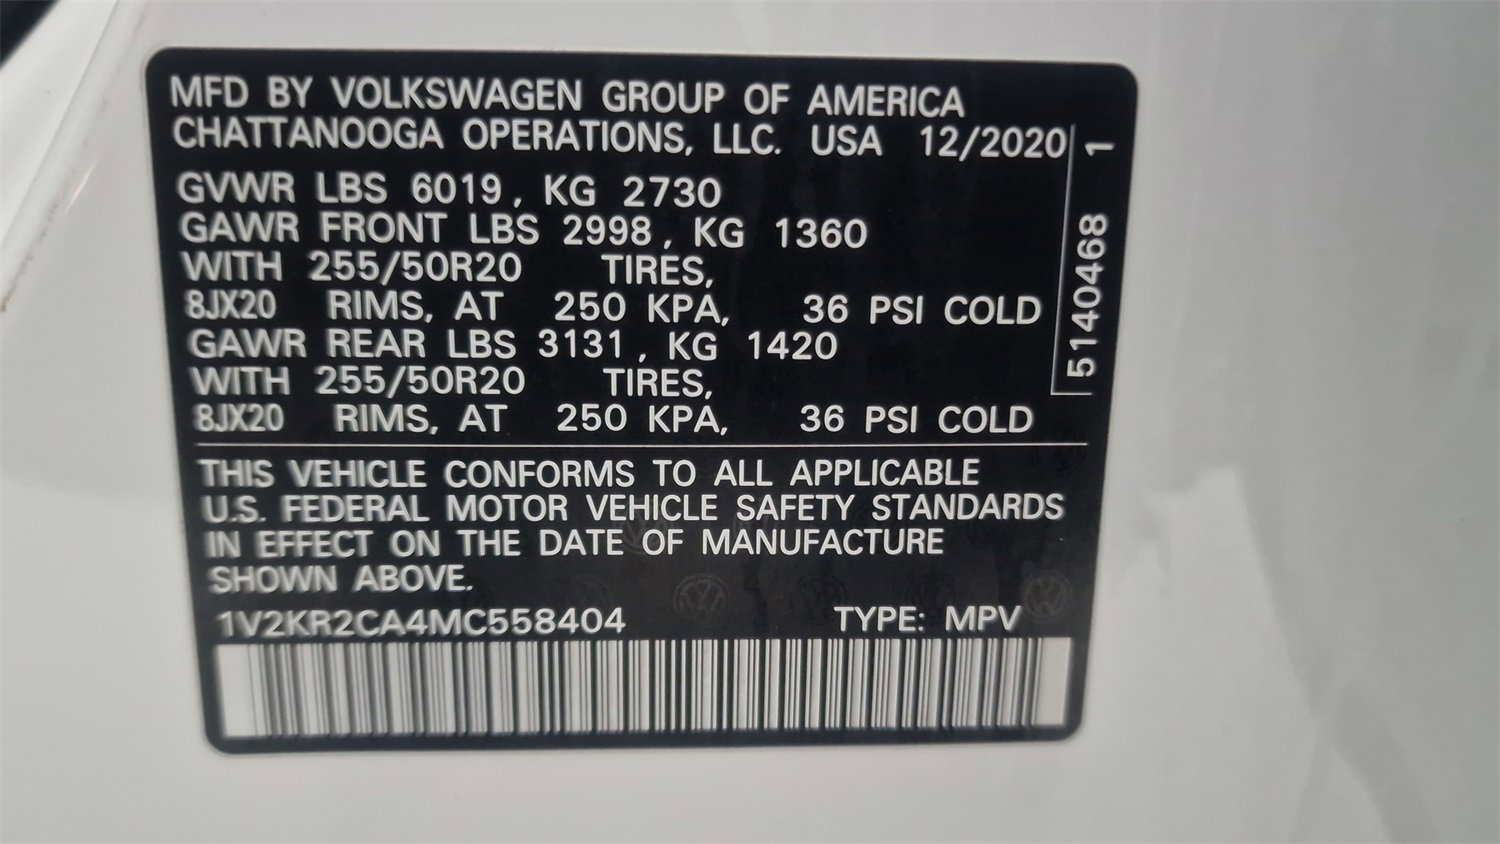 MFD BY VOLKSWAGEN GROUP OF AMERICA
CHATTANOOGA OPERATIONS, LLC. USA 12/2020
GVWR LBS 6019, KG 2730
GAWR FRONT LBS 2998, KG 1360
WITH 255/50R20 TIRES,
8JX20 RIMS, AT 250 KPA, 36 PSI COLD
GAWR REAR LBS 3131, KG 1420
WITH 255/50R20 TIRES,
8JX20 RIMS, AT 250 KPA, 36 PSI COLD
5140468 1
THIS VEHICLE CONFORMS TO ALL APPLICABLE
U.S. FEDERAL MOTOR VEHICLE SAFETY STANDARDS
IN EFFECT ON THE DATE OF MANUFACTURE
SHOWN ABOVE.
1V2KR2CA4MC558404 TYPE: MPV